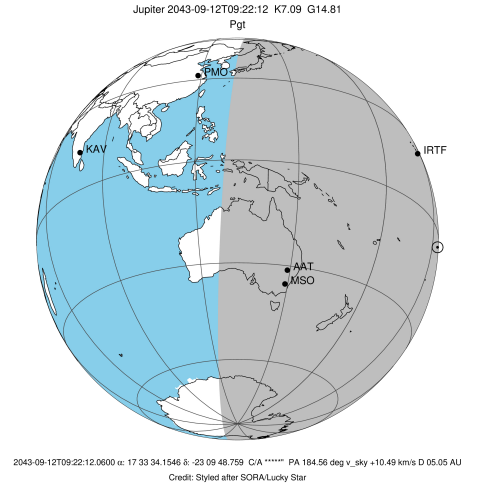 Jupiter 2043-09-12T09:22:12  K7.09  G14.81
Pgt
PMO
KAV
IRTF
AAT
MSO
2043-09-12T09:22:12.0600 α: 17 33 34.1546 δ: -23 09 48.759  C/A *****"  PA 184.56 deg v_sky +10.49 km/s D 05.05 AU
Credit: Styled after SORA/Lucky Star